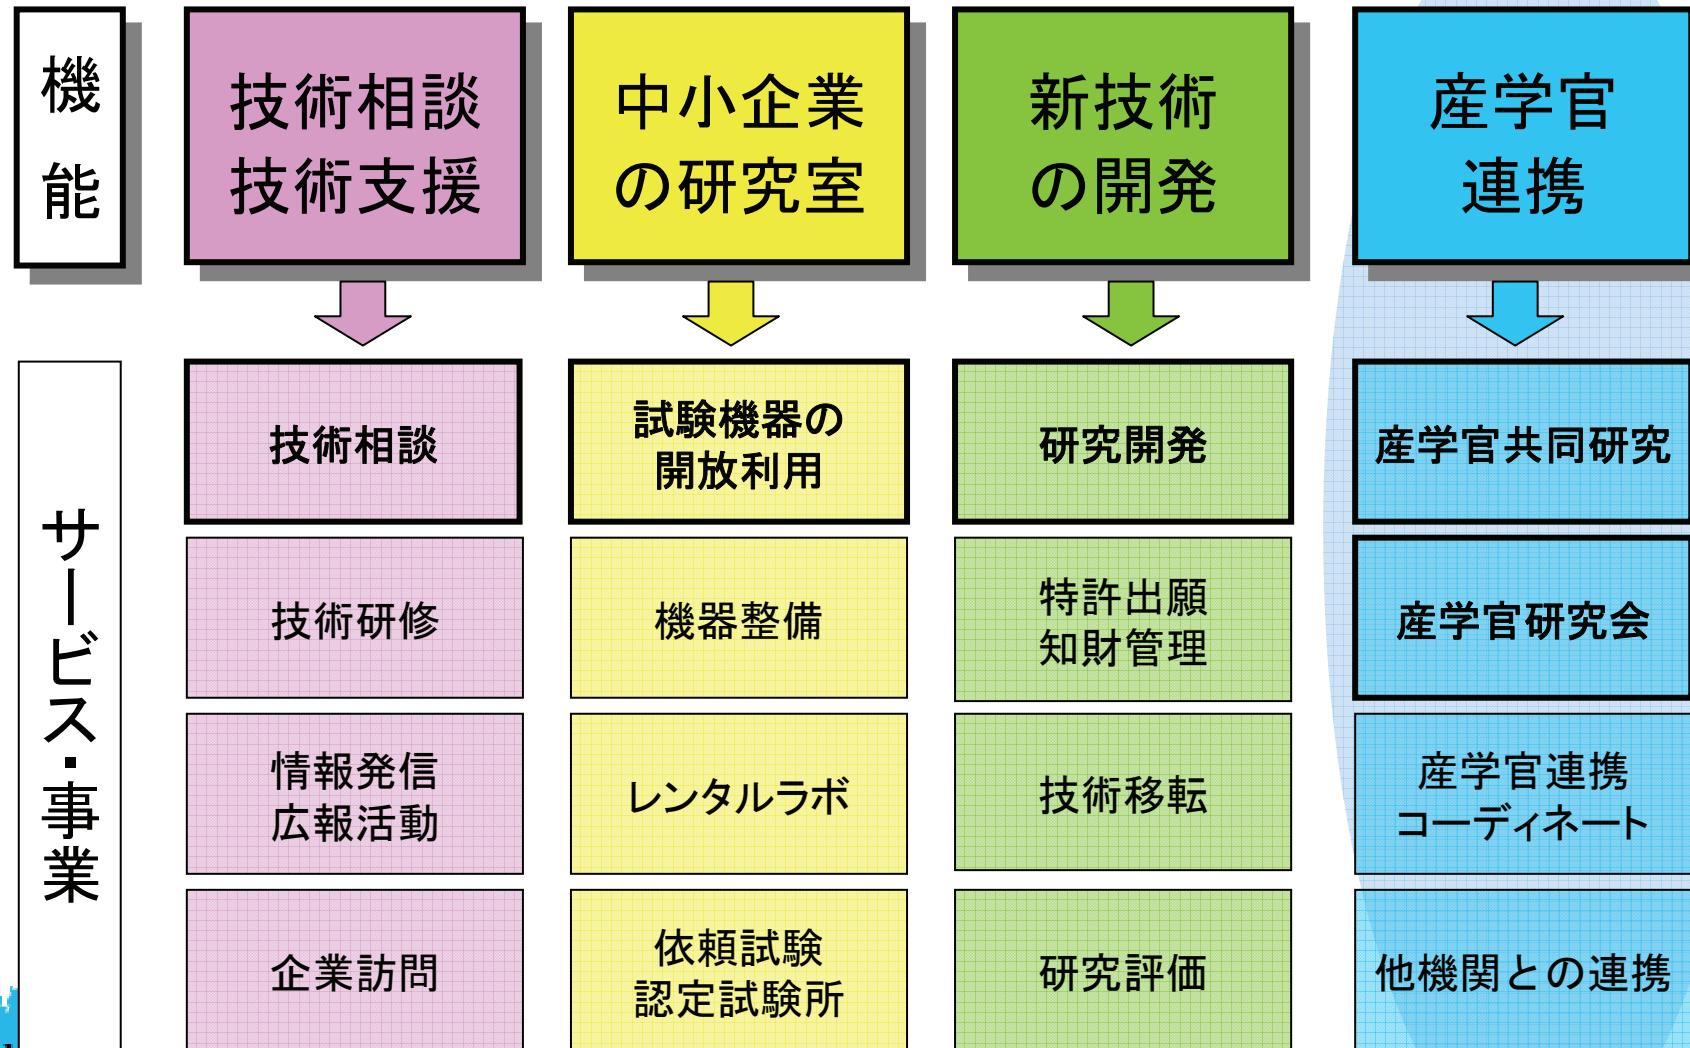 機
能
技術相談
技術支援
中小企業
の研究室
新技術
の開発
産学官
連携
サービス・事業
技術相談
試験機器の
開放利用
研究開発
産学官共同研究
技術研修
機器整備
特許出願
知財管理
産学官研究会
情報発信
広報活動
レンタルラボ
技術移転
産学官連携
コーディネート
企業訪問
依頼試験
認定試験所
研究評価
他機関との連携